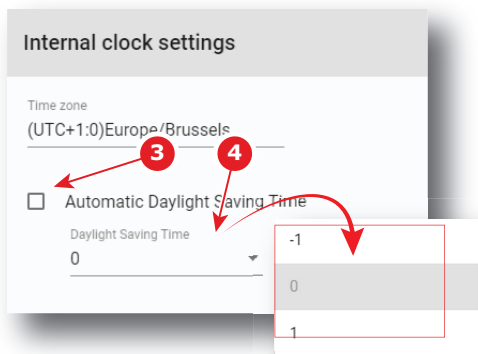 Internal clock settings
Time zone
(UTC+1:0)Europe/Brussels
3
4
Automatic Daylight Saving Time
Daylight Saving Time
0
-1
0
1